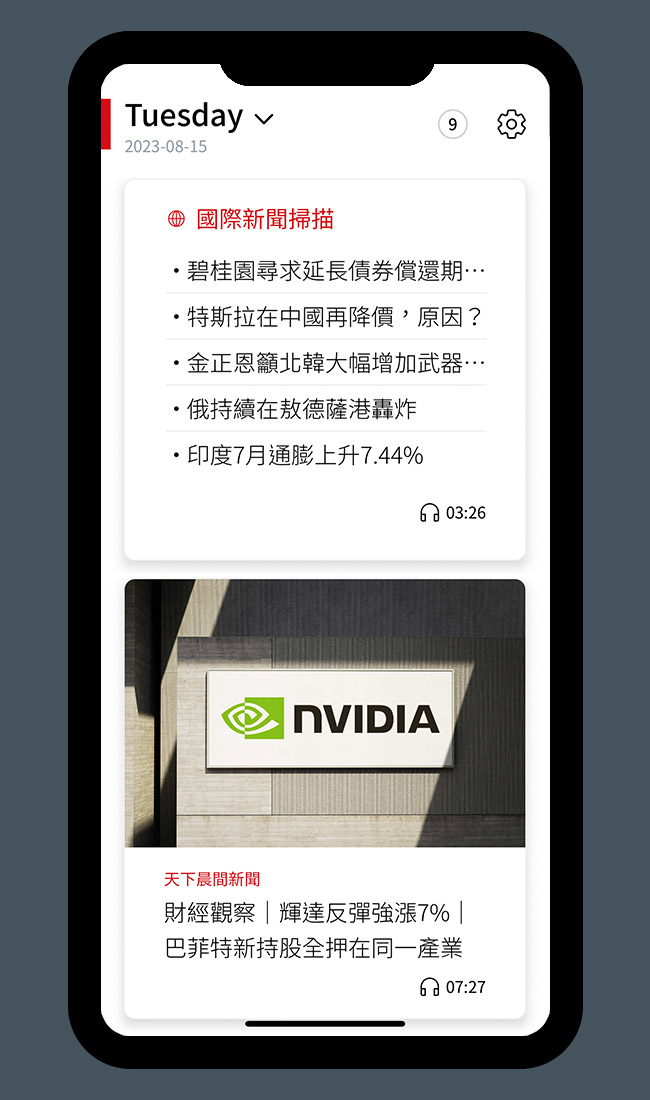 Tuesday
2023-08-15
9
國際新聞掃描
・碧桂園尋求延長債券償還期…
・特斯拉在中國再降價，原因？
・金正恩籲北韓大幅增加武器…
・俄持續在敖德薩港轟炸
・印度7月通膨上升7.44%
03:26
NVIDIA
天下晨間新聞
財經觀察｜輝達反彈強漲7%｜
巴菲特新持股全押在同一產業
07:27